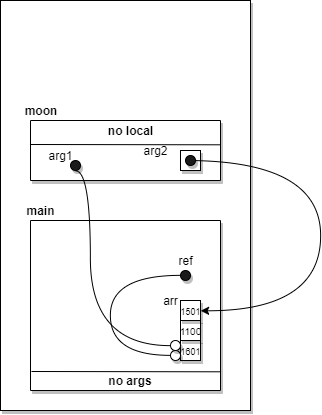 moon
no local
arg1
arg2
main
ref
arr
1501
1100
1601
no args